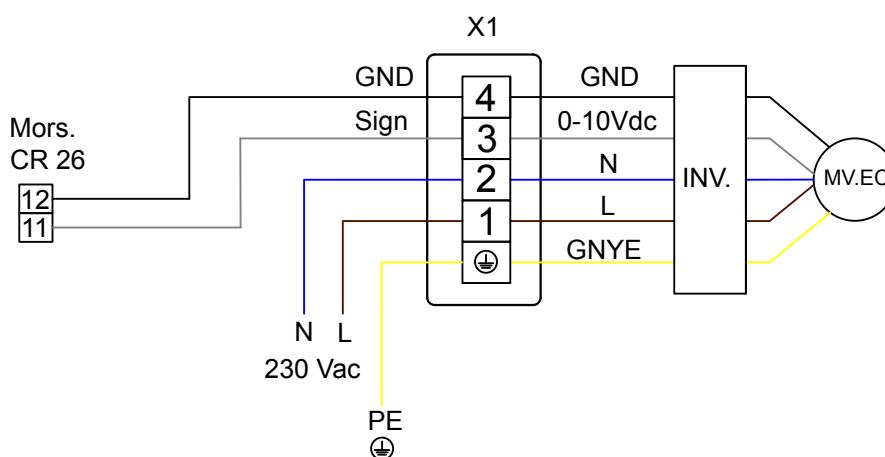 X1
GND
GND
4
Sign
0-10Vdc
3
Mors.
CR 26
N
2
INV.
MV.EC
12
L
1
11
GNYE
N L
230 Vac
PE